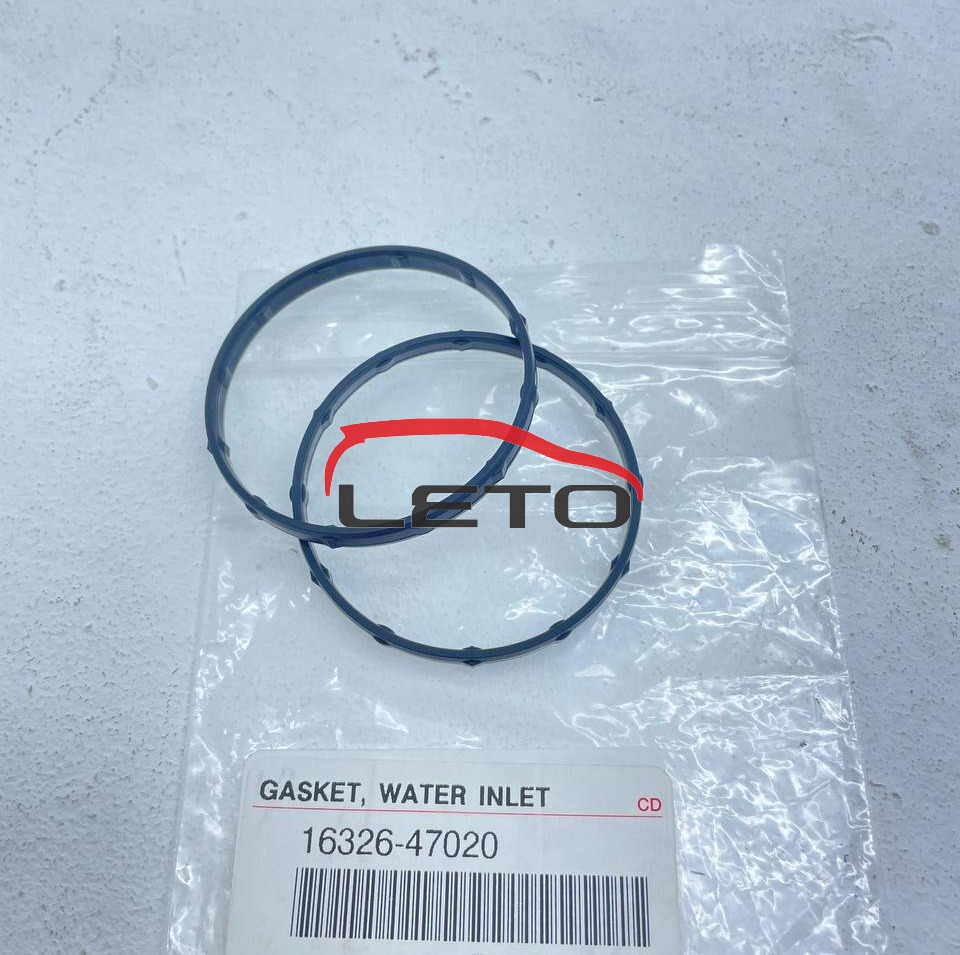 LETO
GASKET, WATER INLET
CD
16326-47020